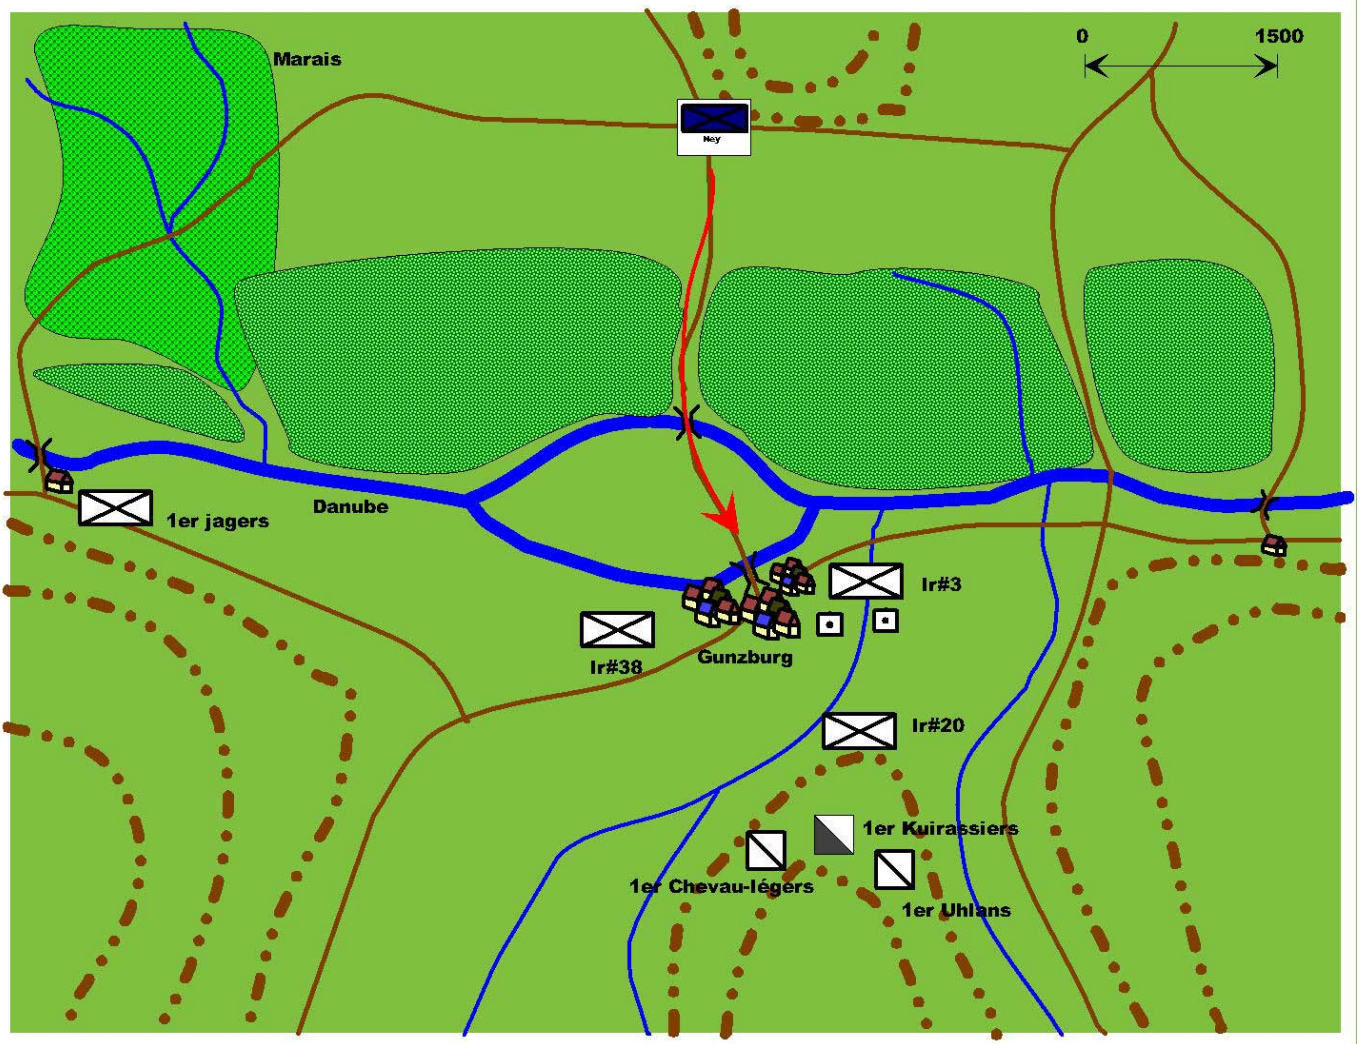 0 1500
Marais
Ney
Danube
1er jagers
Ir#3
Ir#38
Gunzburg
Ir#20
1er Kuirassiers
1er Chevau-légers
1er Uhlans